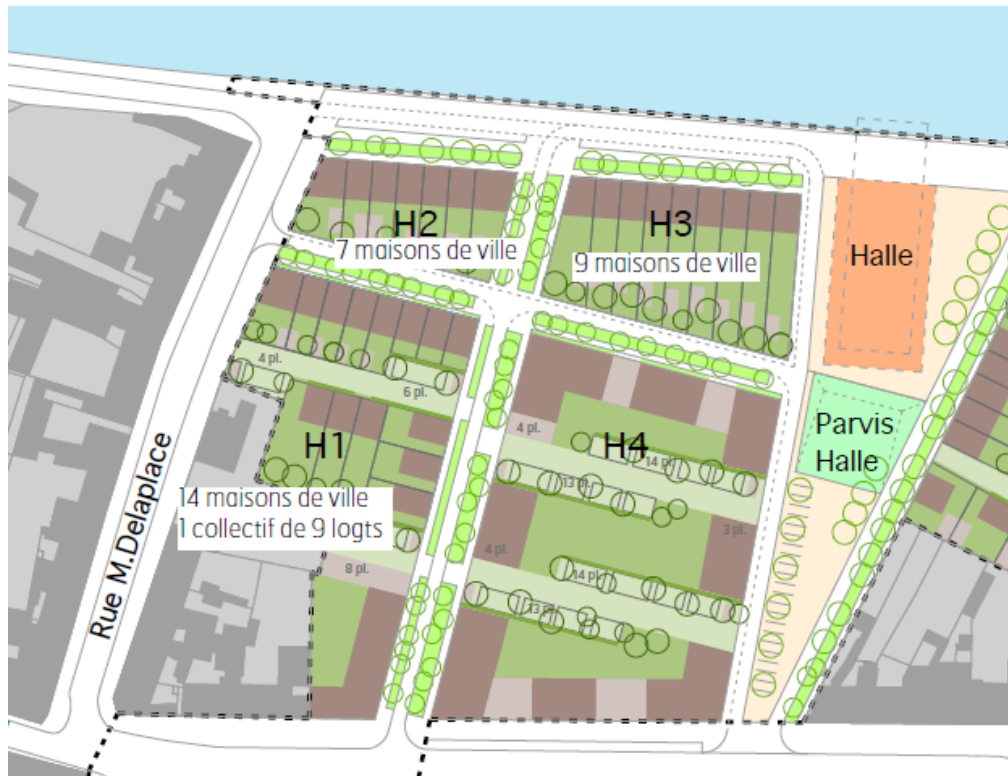 H2
7 maisons de ville
H3
9 maisons de ville
Halle
4 pl.
6 pl.
H1
14 maisons de ville
1 collectif de 9 logts
8 pl.
4 pl.
H4
14 pl.
13 pl.
3 pl.
4 pl.
14 pl.
13 pl.
Parvis
Halle
Rue M.Delaplace